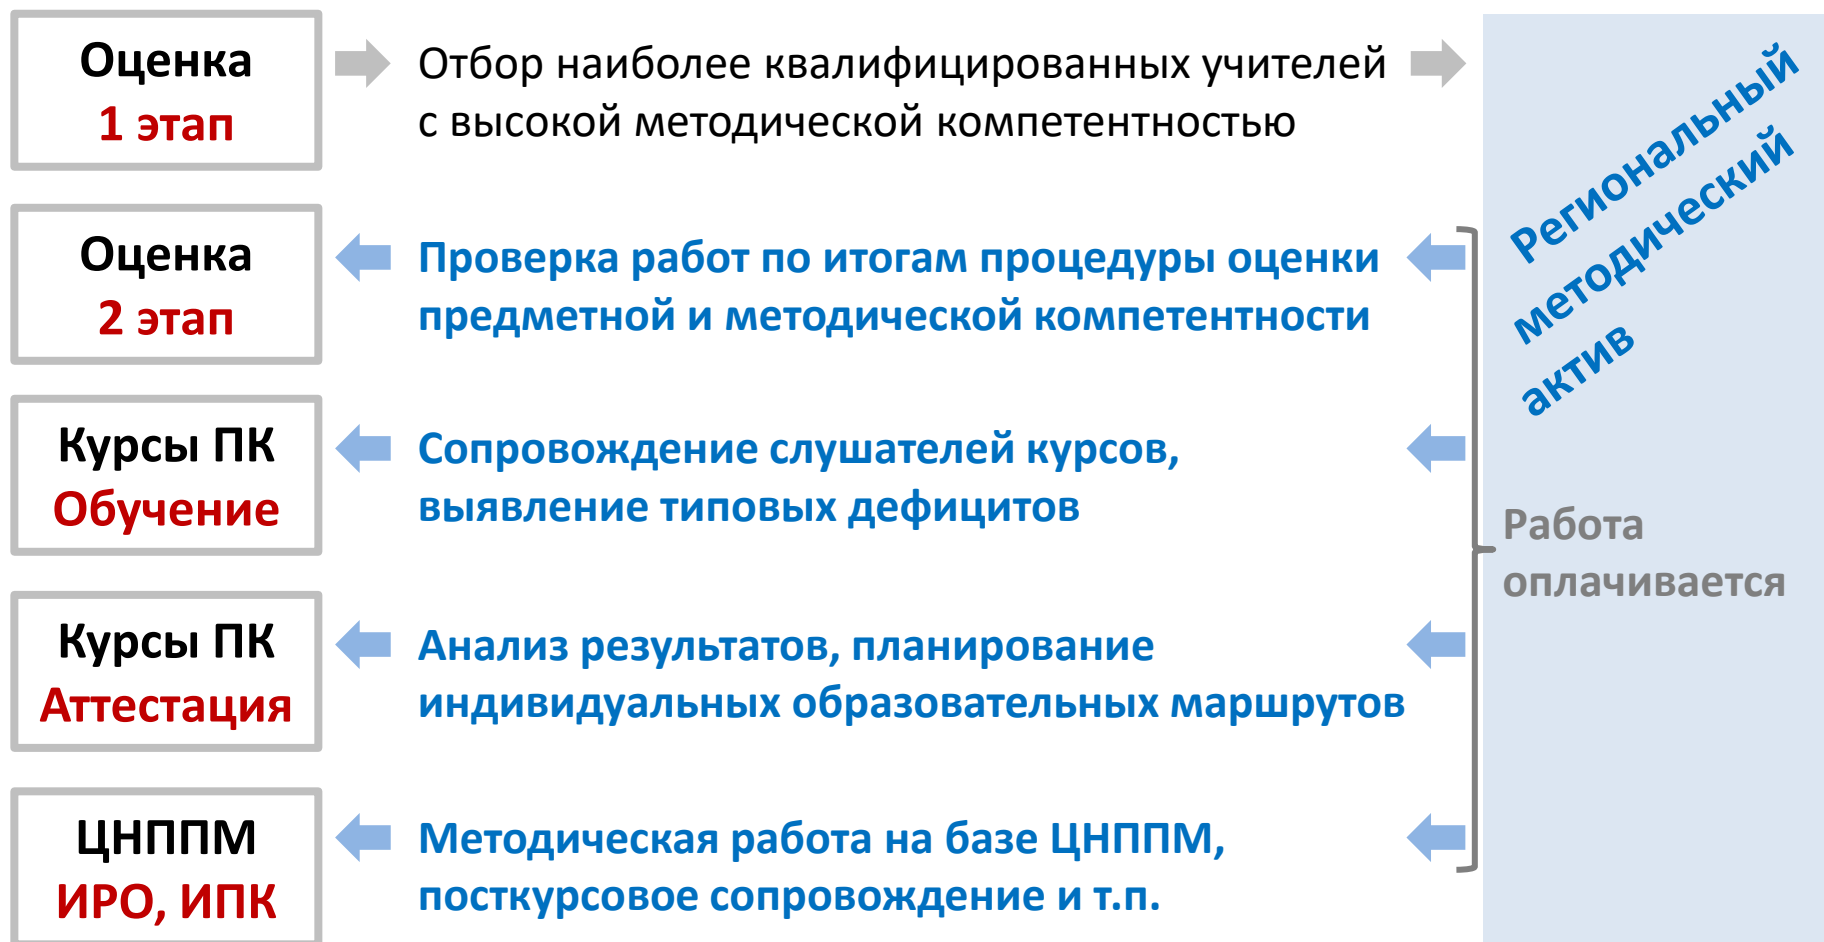 Оценка
1 этап
Отбор наиболее квалифицированных учителей
с высокой методической компетентностью
Оценка
2 этап
Проверка работ по итогам процедуры оценки
предметной и методической компетентности
Курсы ПК
Обучение
Сопровождение слушателей курсов,
выявление типовых дефицитов
Курсы ПК
Аттестация
Анализ результатов, планирование
индивидуальных образовательных маршрутов
ЦНППМ
ИРО, ИПК
Методическая работа на базе ЦНППМ,
посткурсовое сопровождение и т.п.
Региональный
методический
актив
Работа
оплачивается